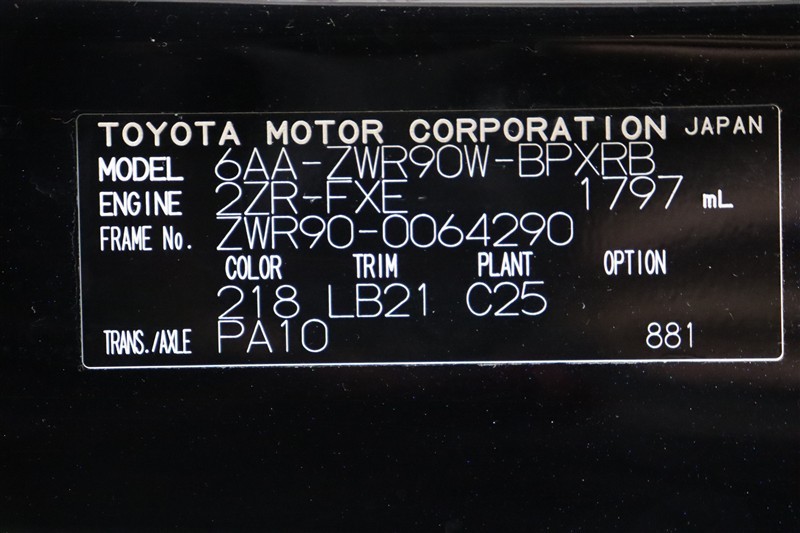 TOYOTA MOTOR CORPORATION JAPAN
MODEL 6AA-ZWR90W-BPXRB
ENGINE 2ZR-FXE 1797 mL
FRAME No. ZWR90-0064290
COLOR TRIM PLANT OPTION
218 LB21 C25
TRANS./AXLE PA10 881